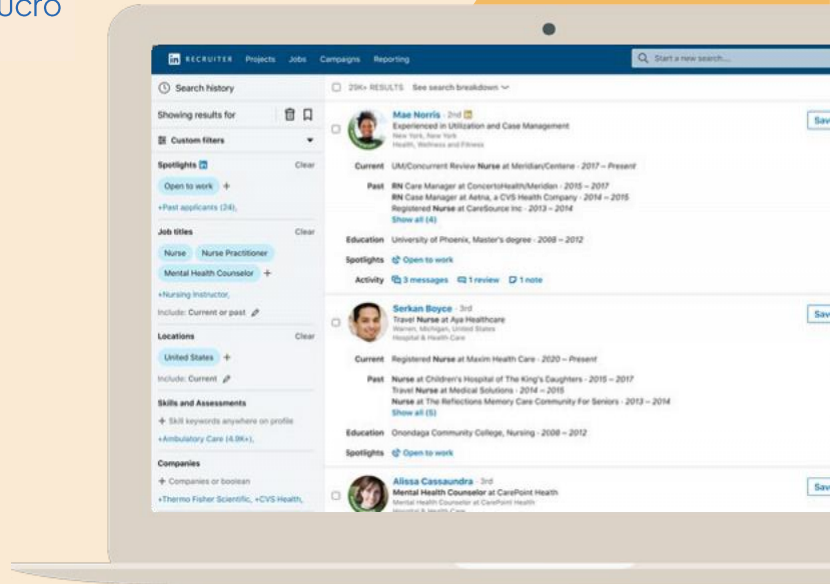 ucro
in RECRUITER Projects Jobs Campaigns Reporting
Start a new search...
Search history
Showing results for
Custom filters
Spotlights in Clear
Open to work +
+Past applicants (24),
Job titles Clear
Nurse Nurse Practitioner
Mental Health Counselor +
+Nursing Instructor,
Include: Current or past
Locations Clear
United States +
Include: Current
Skills and Assessments
+ Skill keywords anywhere on profile
+Ambulatory Care (4.9K+),
Companies
+ Companies or boolean
+Thermo Fisher Scientific, +CVS Health,
29K+ RESULTS See search breakdown
Mae Norris · 2nd in
Experienced in Utilization and Case Management
New York, New York
Health, Wellness and Fitness
Sav
Current UM/Concurrent Review Nurse at Meridian/Centene · 2017 – Present
Past RN Care Manager at ConcertoHealth/Meridian · 2015 – 2017
RN Case Manager at Aetna, a CVS Health Company · 2014 – 2015
Registered Nurse at CareSource Inc · 2013 – 2014
Show all (4)
Education University of Phoenix, Master's degree · 2008 – 2012
Spotlights Open to work
Activity 3 messages 1 review 1 note
Serkan Boyce · 3rd
Travel Nurse at Aya Healthcare
Warren, Michigan, United States
Hospital & Health Care
Sav
Current Registered Nurse at Maxim Health Care · 2020 – Present
Past Nurse at Children's Hospital of The King's Daughters · 2015 – 2017
Travel Nurse at Medical Solutions · 2014 – 2015
Nurse at The Reflections Memory Care Community For Seniors · 2013 – 2014
Show all (5)
Education Onondaga Community College, Nursing · 2008 – 2012
Spotlights Open to work
Alissa Cassaundra · 3rd
Mental Health Counselor at CarePoint Health
Mental Health Counselor at CarePoint Health
Hospital & Health Care
Sav